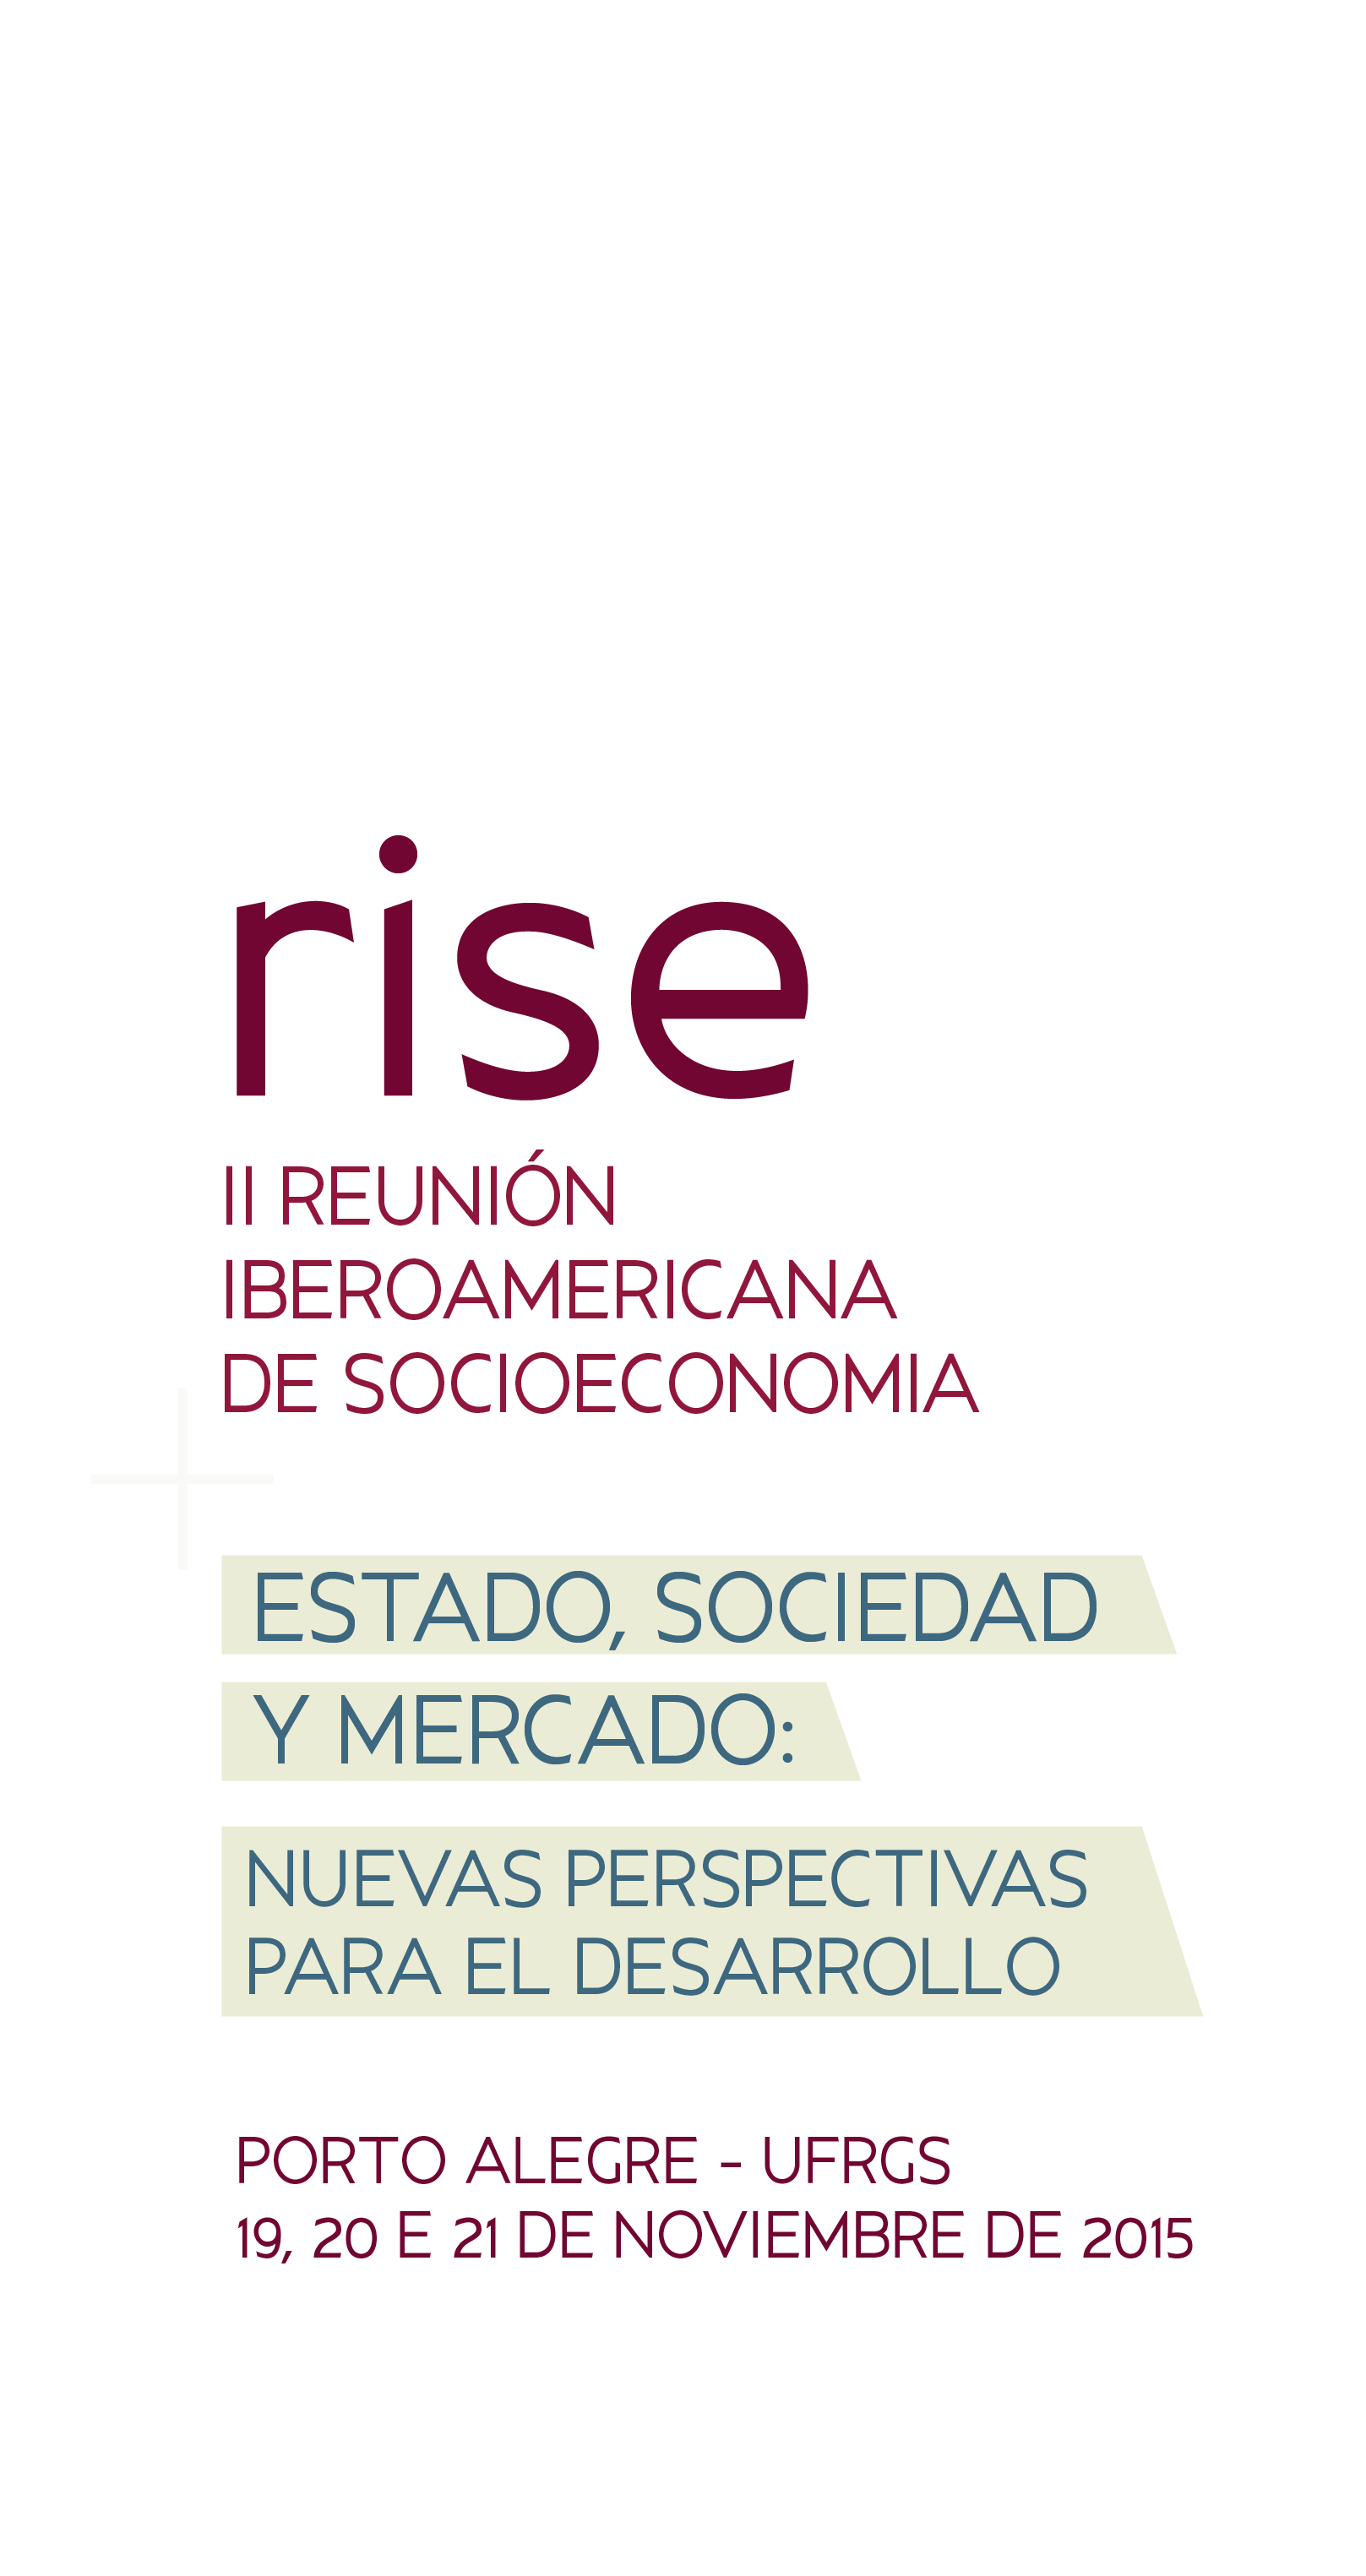 rise
II REUNIÓN
IBEROAMERICANA
DE SOCIOECONOMIA
ESTADO, SOCIEDAD
Y MERCADO:
NUEVAS PERSPECTIVAS
PARA EL DESARROLLO
PORTO ALEGRE - UFRGS
19, 20 E 21 DE NOVIEMBRE DE 2015